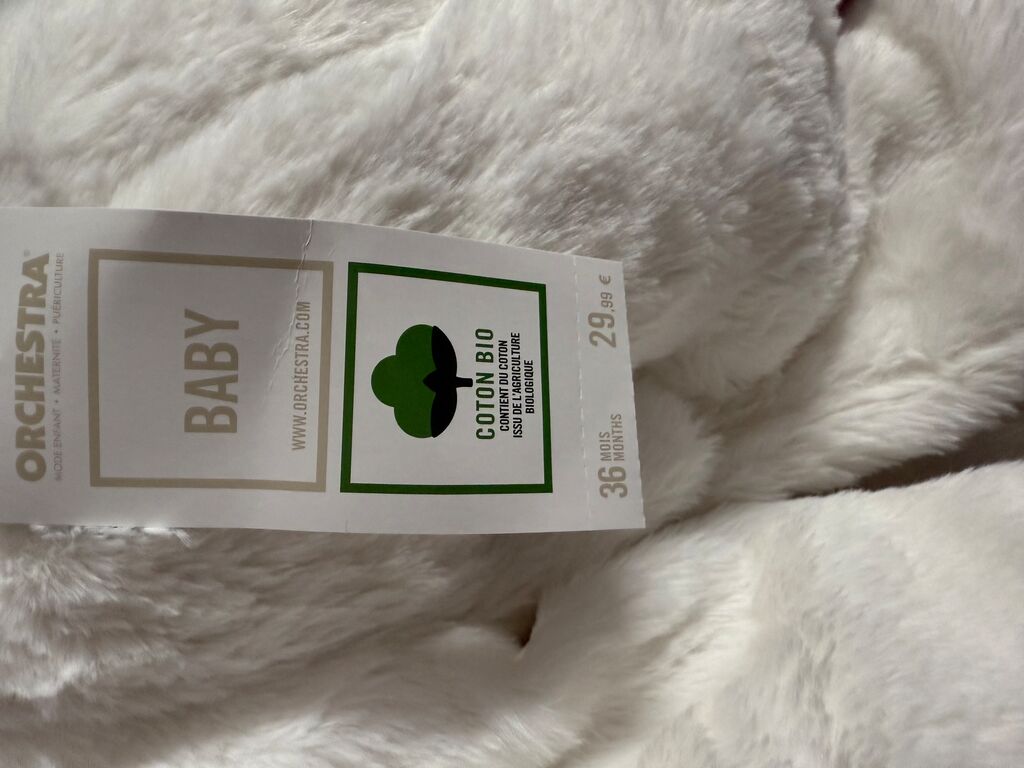 ORCHESTRA®
MODE ENFANT • MATERNITÉ • PUÉRICULTURE
BABY
WWW.ORCHESTRA.COM
COTON BIO
CONTIENT DU COTON
ISSU DE L'AGRICULTURE
BIOLOGIQUE
36 MOIS
MONTHS
29,99 €